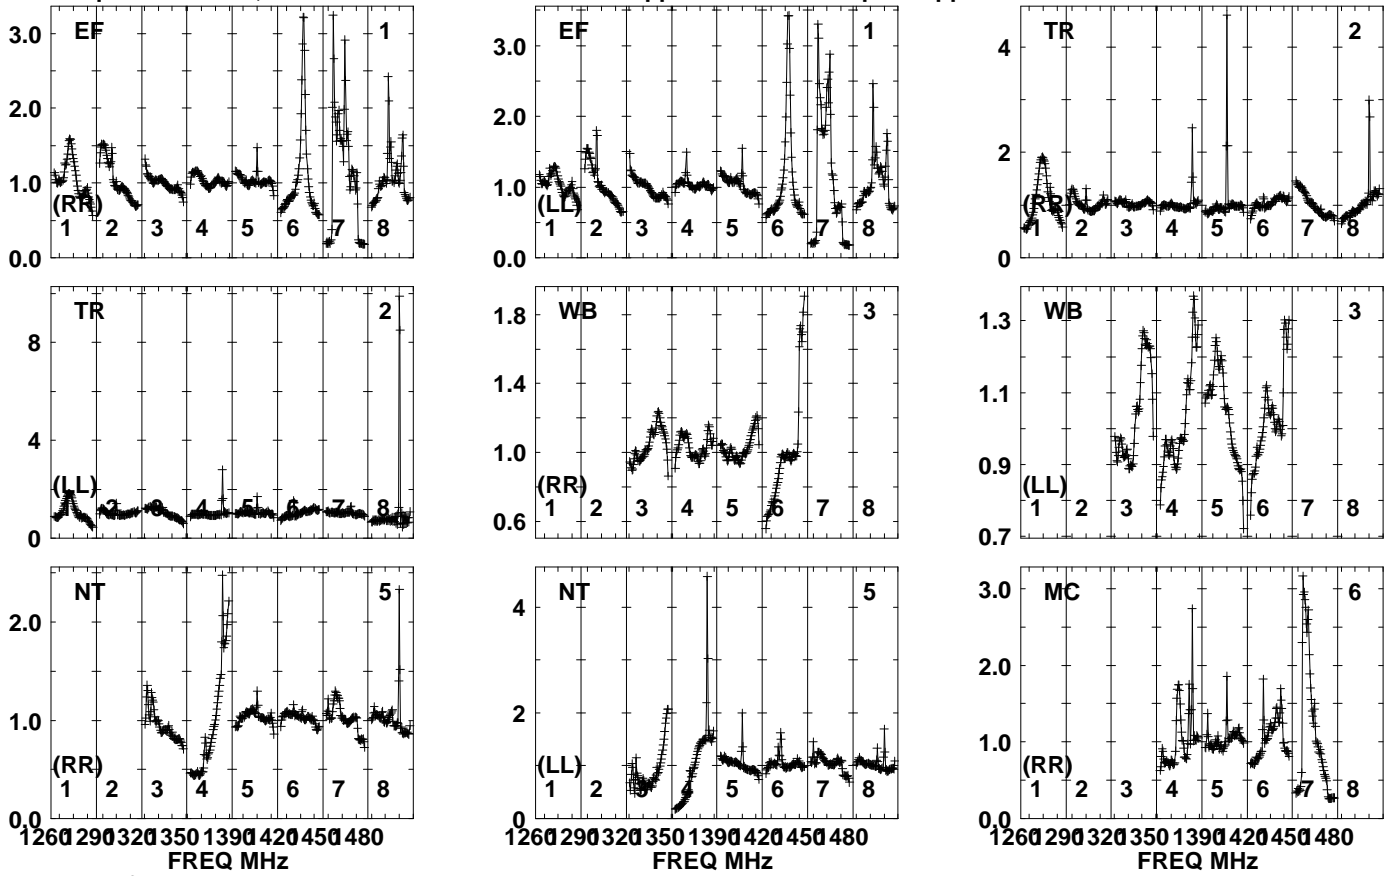 EF 1
3.0
2.0
1.0
0.0
(RR)
1 2 3 4 5 6 7 8
EF 1
3.0
2.0
1.0
0.0
(LL)
1 2 3 4 5 6 7 8
TR 2
4
2
0
(RR)
1 2 3 4 5 6 7 8
TR 2
8
4
0
(LL)
1 2 3 4 5 6 7 8
WB 3
1.8
1.4
1.0
0.6
(RR)
1 2 3 4 5 6 7 8
WB 3
1.3
1.1
0.9
0.7
(LL)
1 2 3 4 5 6 7 8
NT 5
2.0
1.0
0.0
(RR)
1 2 3 4 5 6 7 8
1260 1290 1320 1350 1390 1420 1450 1480
FREQ MHz
NT 5
4
2
0
(LL)
1 2 3 4 5 6 7 8
1260 1290 1320 1350 1390 1420 1450 1480
FREQ MHz
MC 6
3.0
2.0
1.0
0.0
(RR)
1 2 3 4 5 6 7 8
1260 1290 1320 1350 1390 1420 1450 1480
FREQ MHz